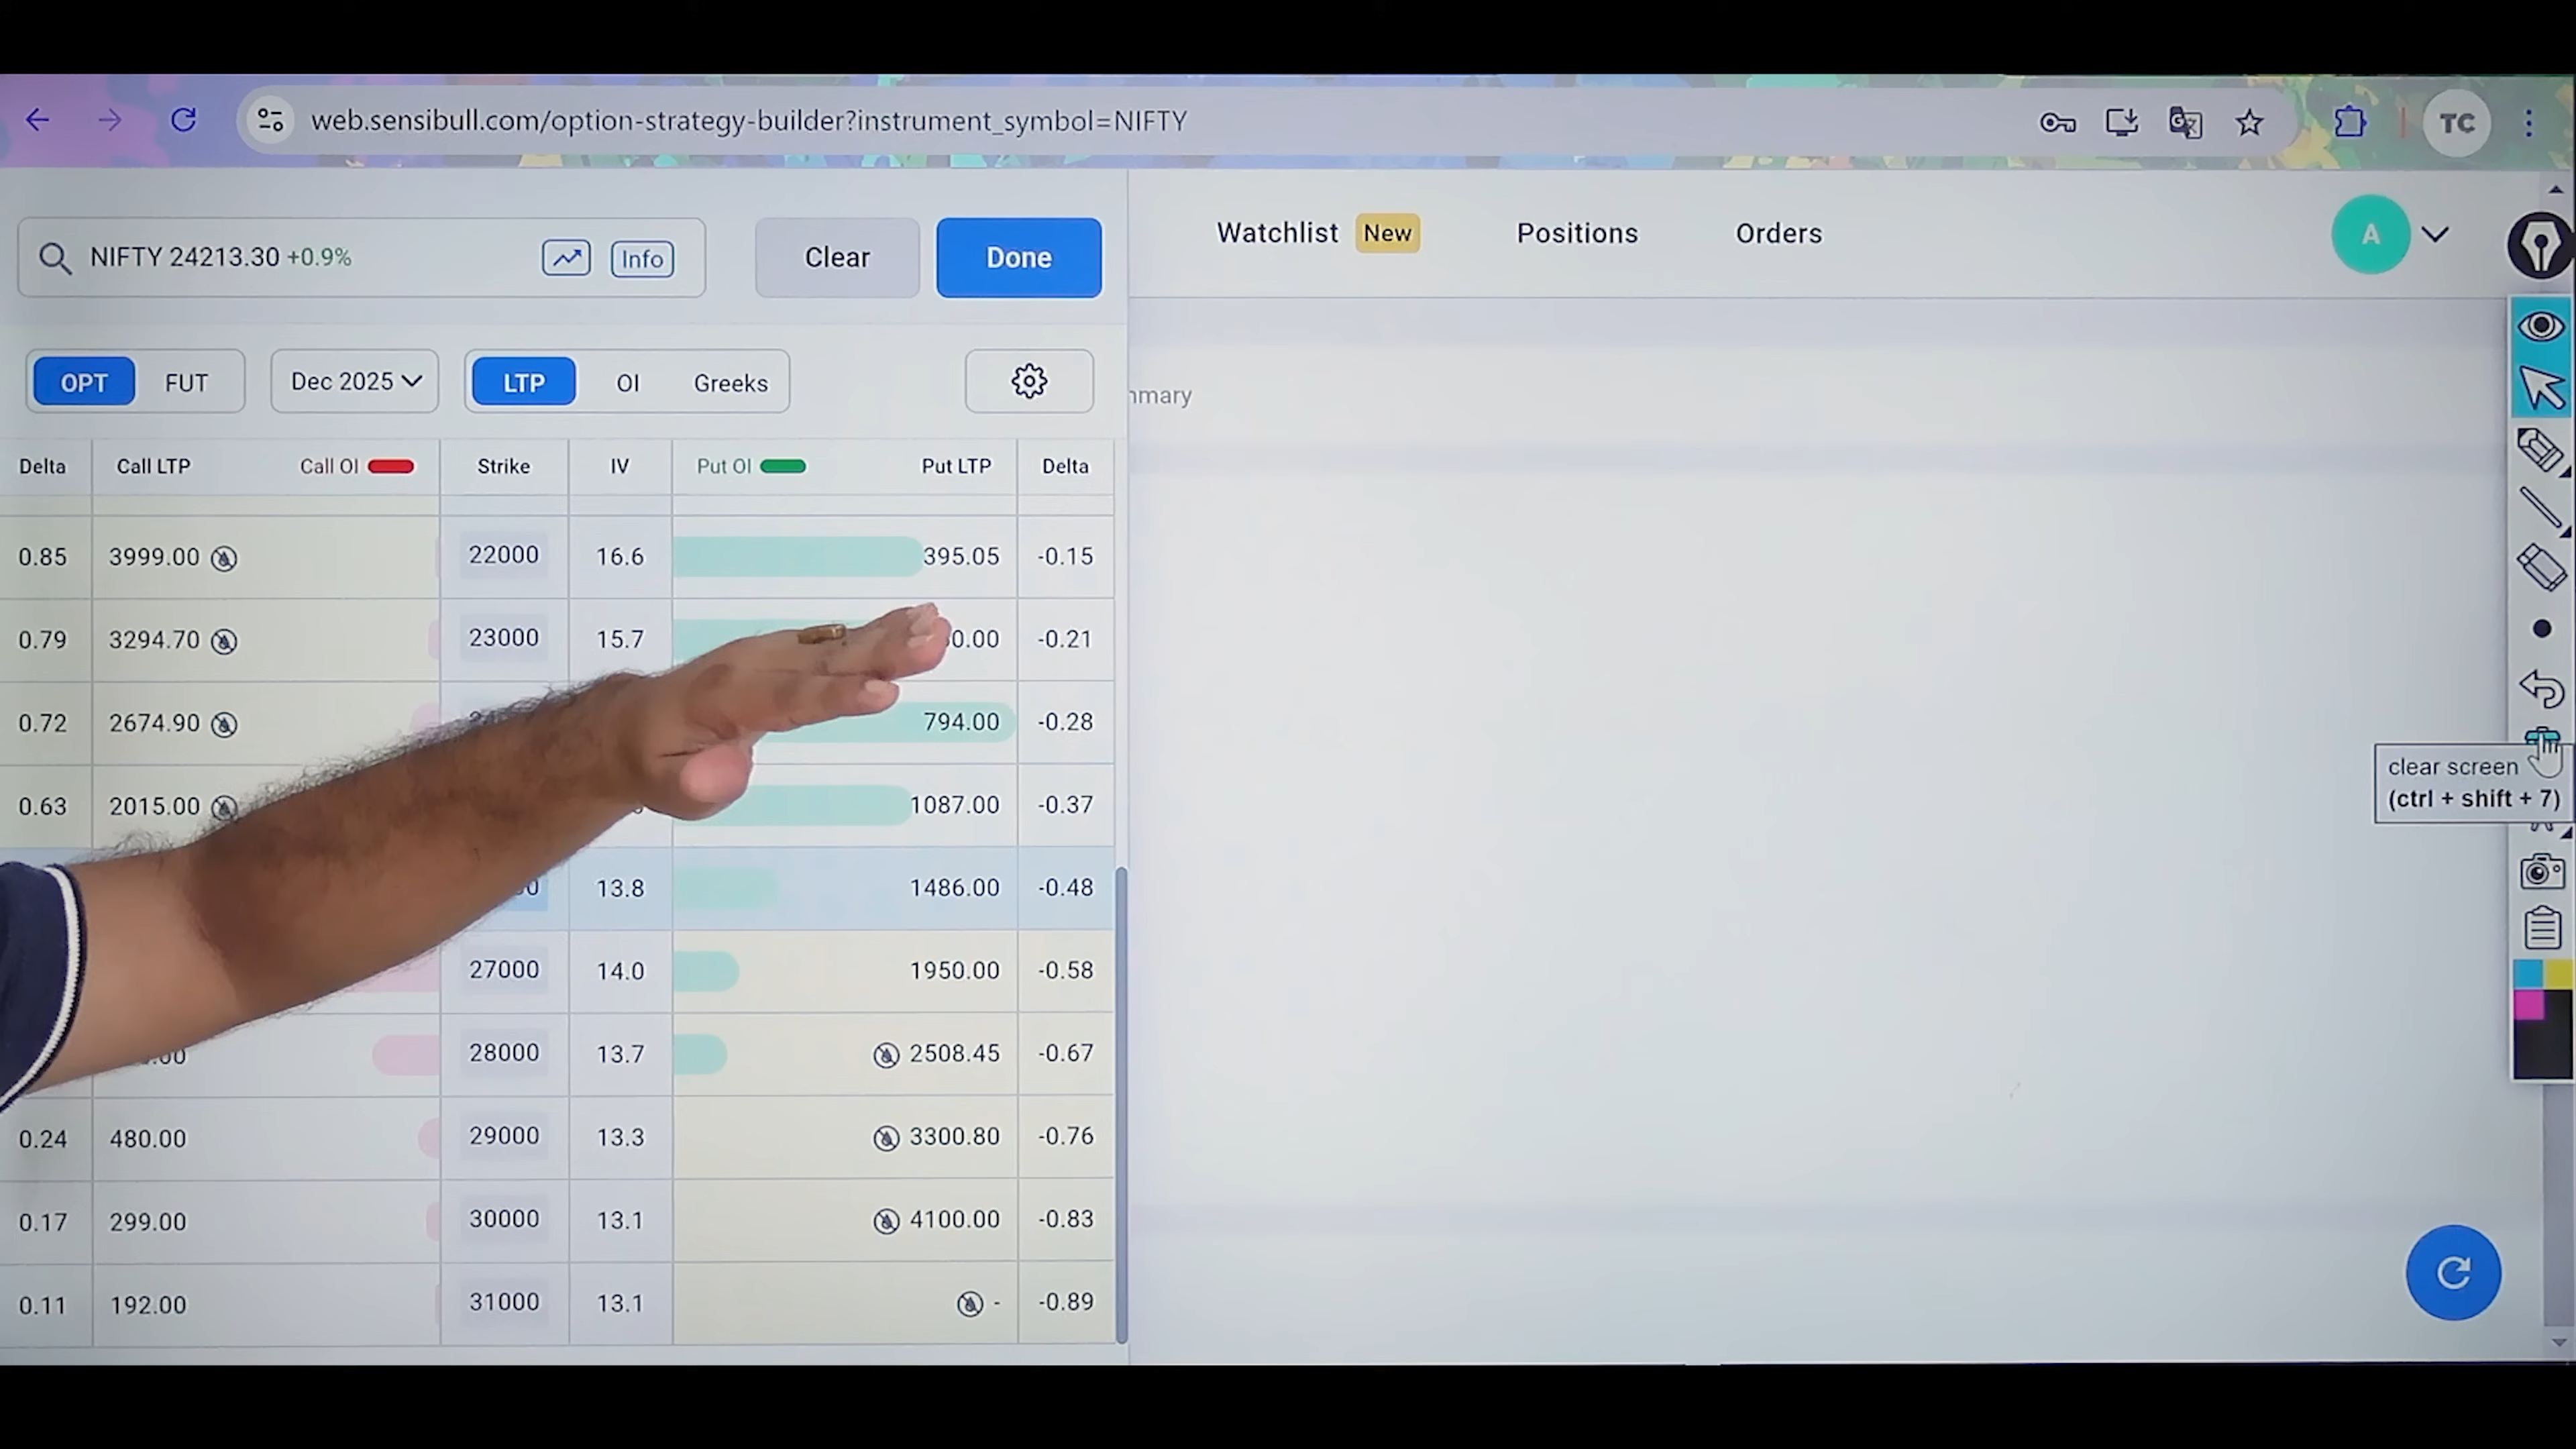 web.sensibull.com/option-strategy-builder?instrument_symbol=NIFTY
TC
NIFTY 24213.30 +0.9%
Info
Clear
Done
Watchlist New
Positions
Orders
A
OPT
FUT
Dec 2025
LTP
OI
Greeks
mmary
Delta Call LTP Call OI Strike IV Put OI Put LTP Delta
0.85 3999.00 22000 16.6 395.05 -0.15
0.79 3294.70 23000 15.7 0.00 -0.21
0.72 2674.90 794.00 -0.28
0.63 2015.00 1087.00 -0.37
0 13.8 1486.00 -0.48
27000 14.0 1950.00 -0.58
.00 28000 13.7 2508.45 -0.67
0.24 480.00 29000 13.3 3300.80 -0.76
0.17 299.00 30000 13.1 4100.00 -0.83
0.11 192.00 31000 13.1 - -0.89
clear screen
(ctrl + shift + 7)